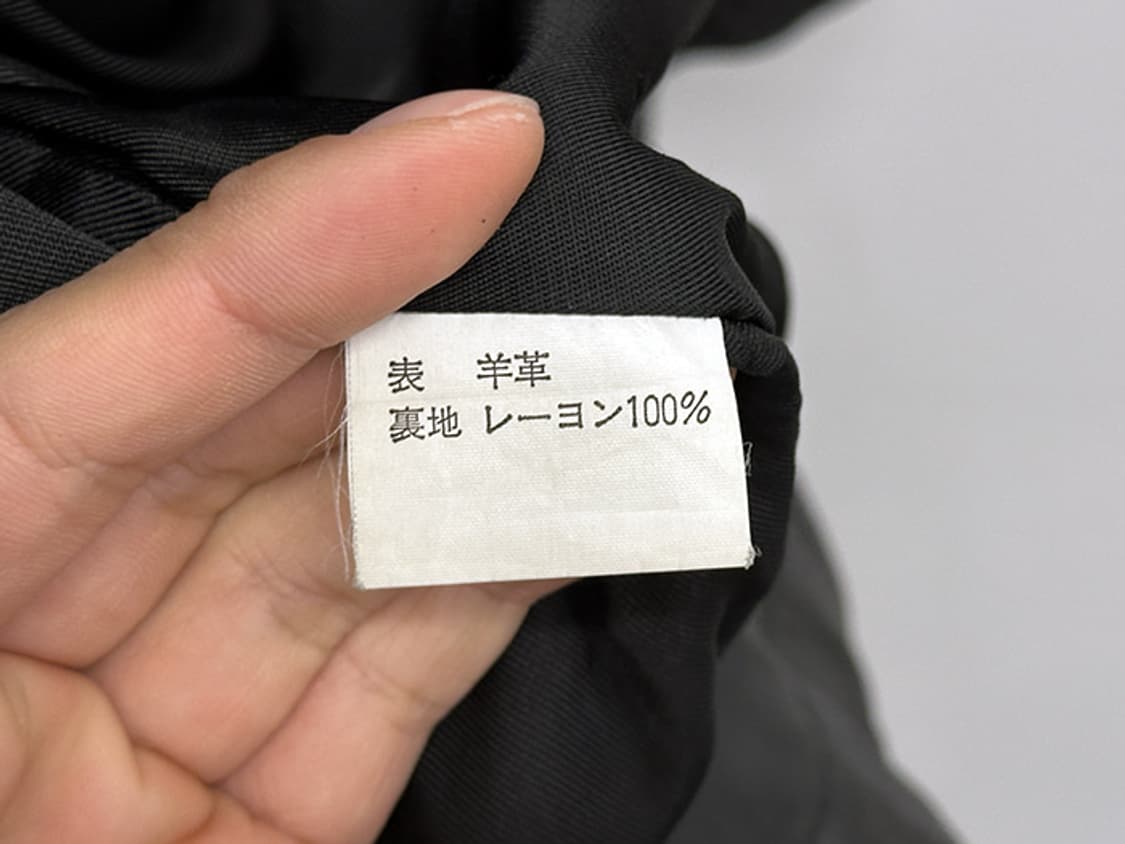 表 羊革
裏地 レーヨン100%